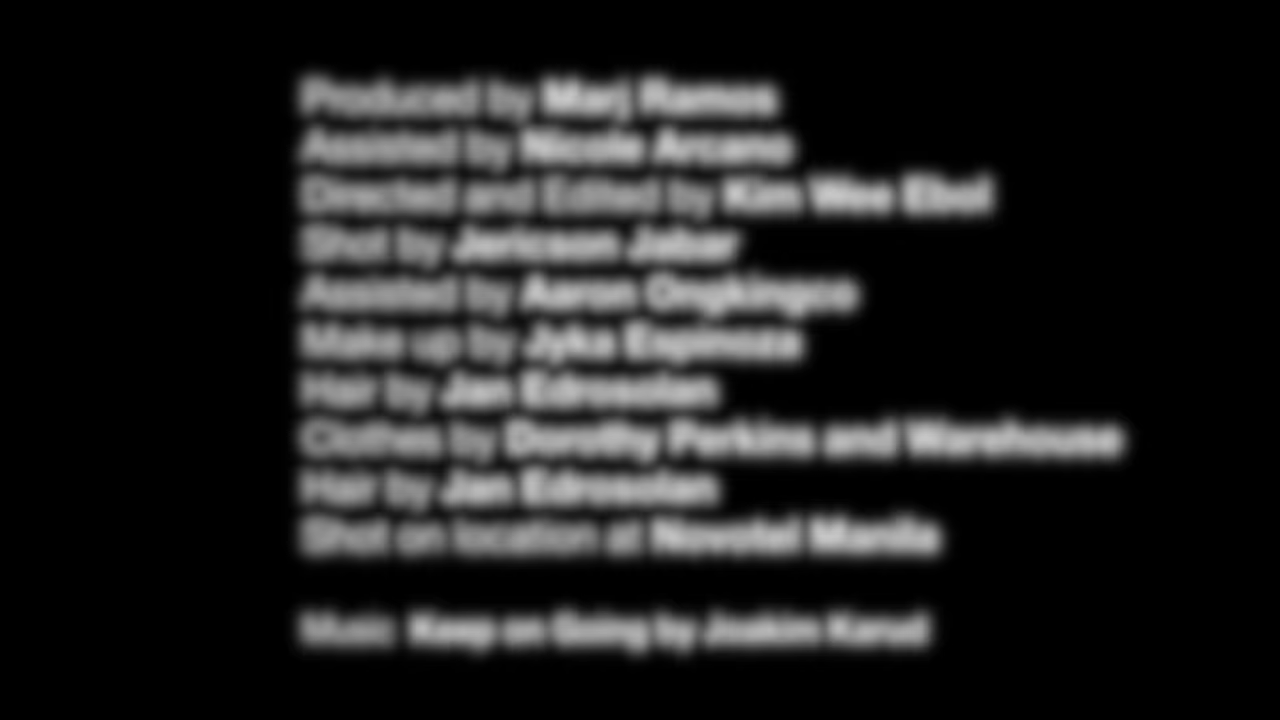 Produced by Marj Ramos
Assisted by Nicole Arcano
Directed and Edited by Kim Wee Ebol
Shot by Jericson Jabar
Assisted by Aaron Ongkingco
Make up by Jyka Espinoza
Hair by Jan Edrosolan
Clothes by Dorothy Perkins and Warehouse
Hair by Jan Edrosolan
Shot on location at Novotel Manila
Music Keep on Going by Joakim Karud